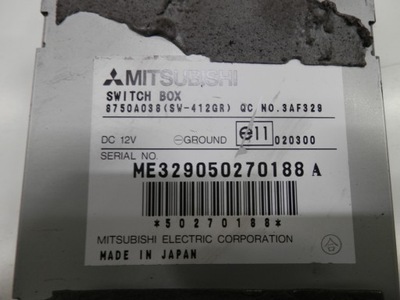 MITSUBISHI
SWITCH BOX
8750A038(SW-412GR) QC NO.3AF329
DC 12V ⊖GROUND e11 020300
SERIAL NO.
ME329050270188 A
*50270188*
MITSUBISHI ELECTRIC CORPORATION
MADE IN JAPAN 合